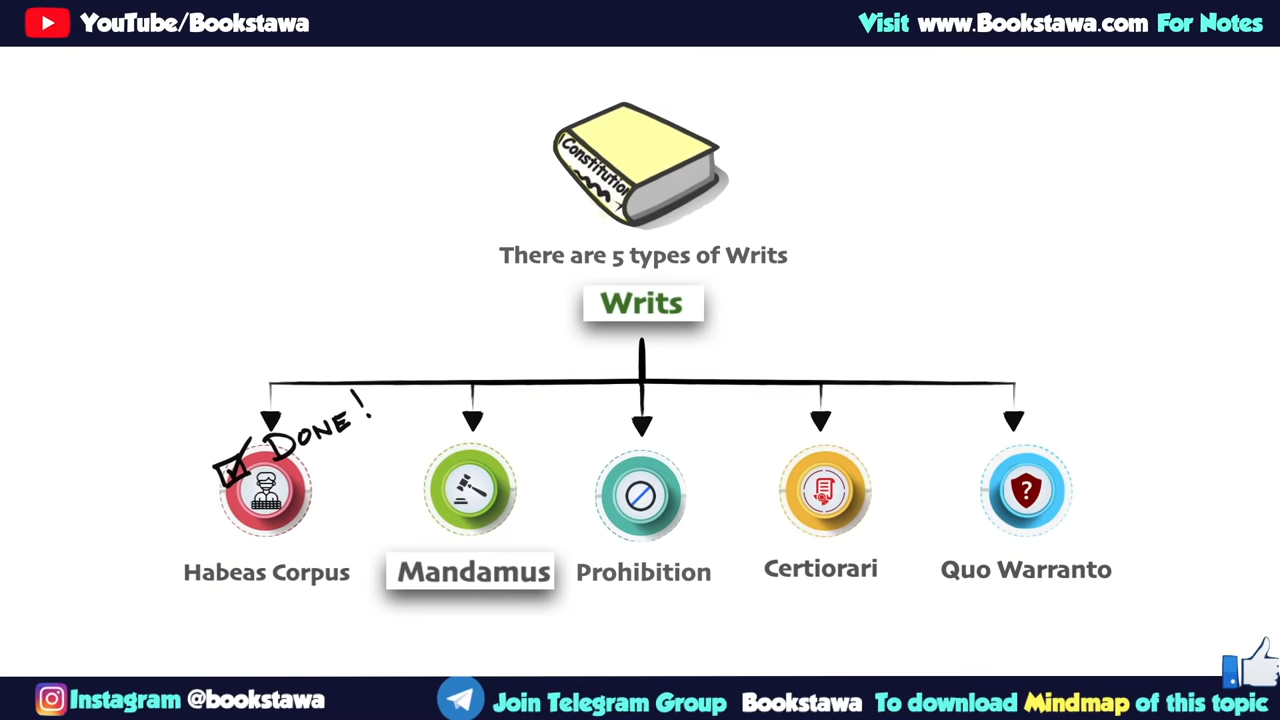 YouTube/Bookstawa
Visit www.Bookstawa.com For Notes
Constitution
There are 5 types of Writs
Writs
DONE!
Habeas Corpus
Mandamus
Prohibition
Certiorari
Quo Warranto
?
Instagram @bookstawa
Join Telegram Group Bookstawa To download Mindmap of this topic